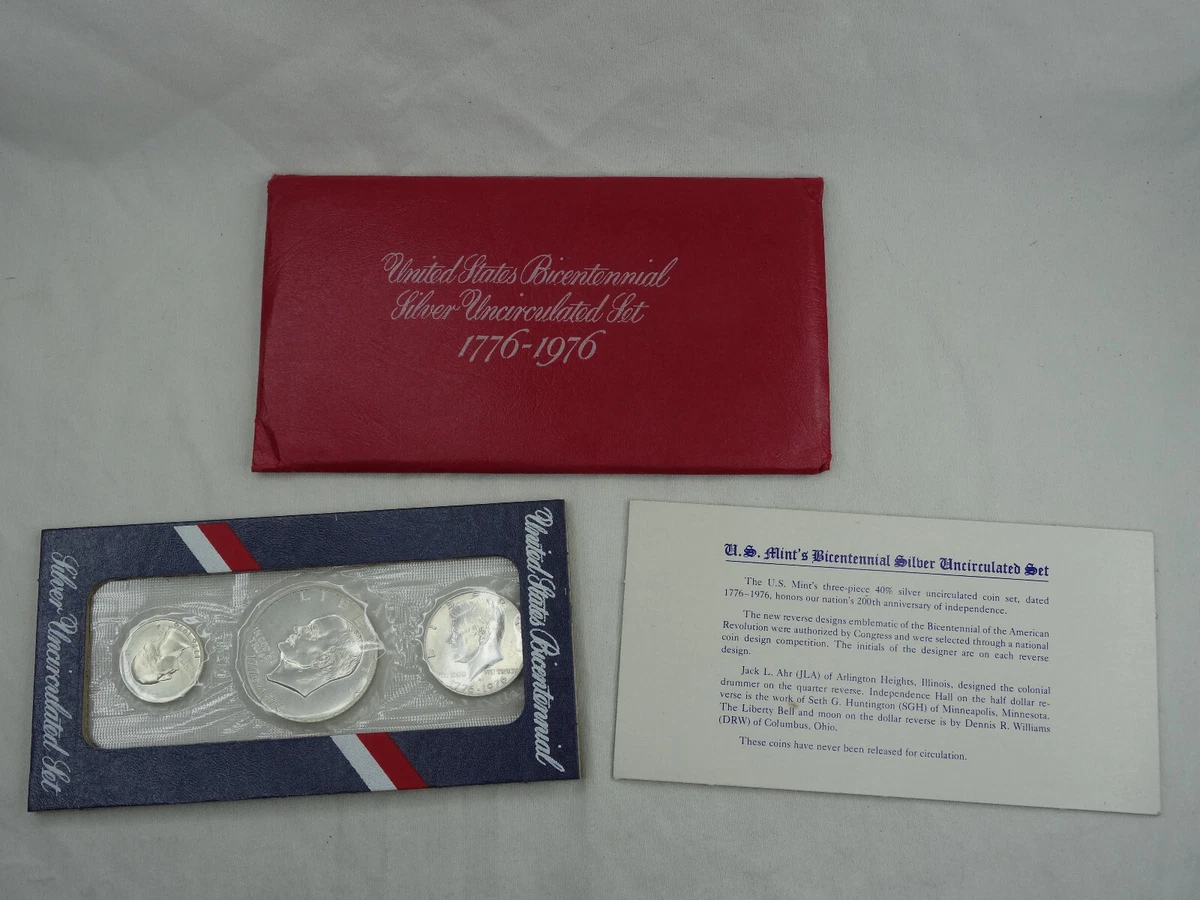 United States Bicentennial
Silver Uncirculated Set
1776-1976
Silver Uncirculated Set
United States Bicentennial
LIBE
1776-1976
U.S. Mint's Bicentennial Silver Uncirculated Set
The U.S. Mint's three-piece 40% silver uncirculated coin set, dated
1776-1976, honors our nation's 200th anniversary of independence.
The new reverse designs emblematic of the Bicentennial of the American
Revolution were authorized by Congress and were selected through a national
coin design competition. The initials of the designer are on each reverse
design.
Jack L. Ahr (JLA) of Arlington Heights, Illinois, designed the colonial
drummer on the quarter reverse. Independence Hall on the half dollar re-
verse is the work of Seth G. Huntington (SGH) of Minneapolis, Minnesota.
The Liberty Bell and moon on the dollar reverse is by Dennis R. Williams
(DRW) of Columbus, Ohio.
These coins have never been released for circulation.